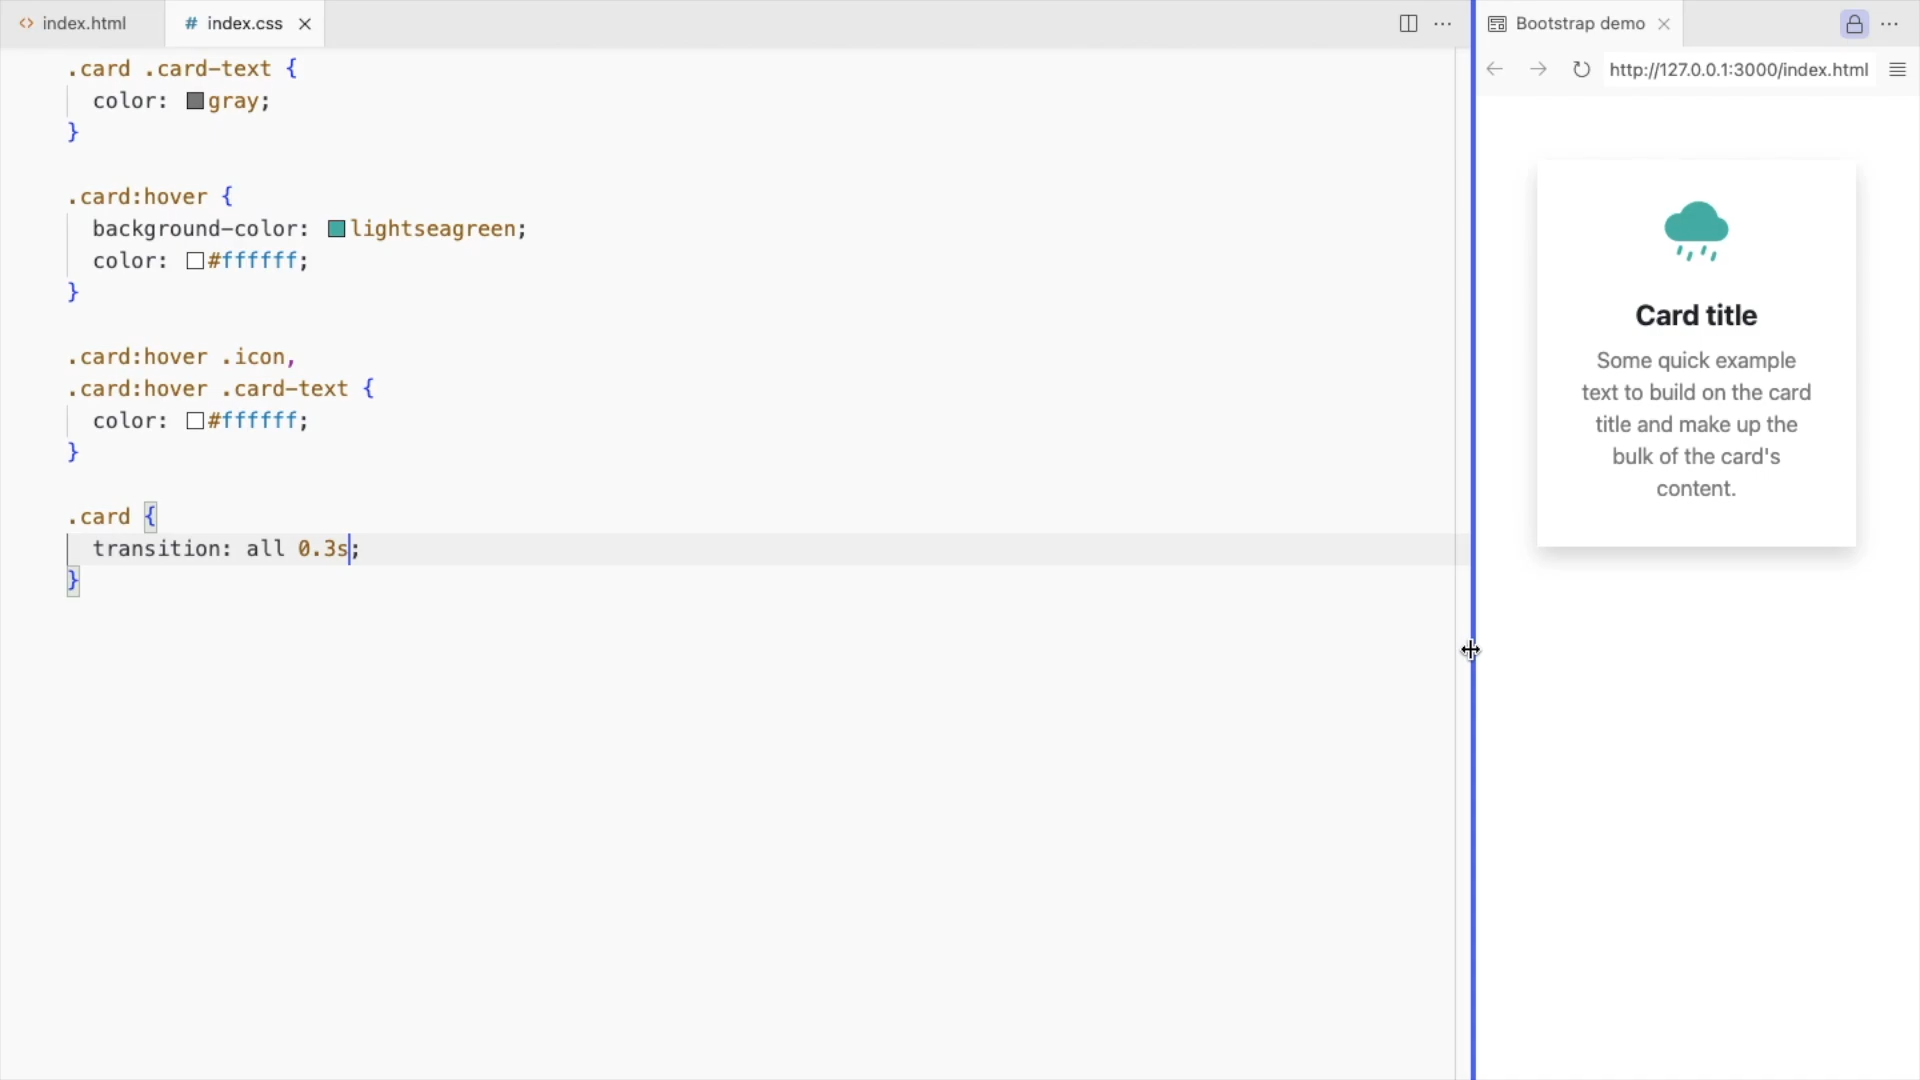 index.html
# index.css
.card .card-text {
color: gray;
}
.card:hover {
background-color: lightseagreen;
color: #ffffff;
}
.card:hover .icon,
.card:hover .card-text {
color: #ffffff;
}
.card {
transition: all 0.3s;
}
Bootstrap demo
http://127.0.0.1:3000/index.html
Card title
Some quick example
text to build on the card
title and make up the
bulk of the card's
content.